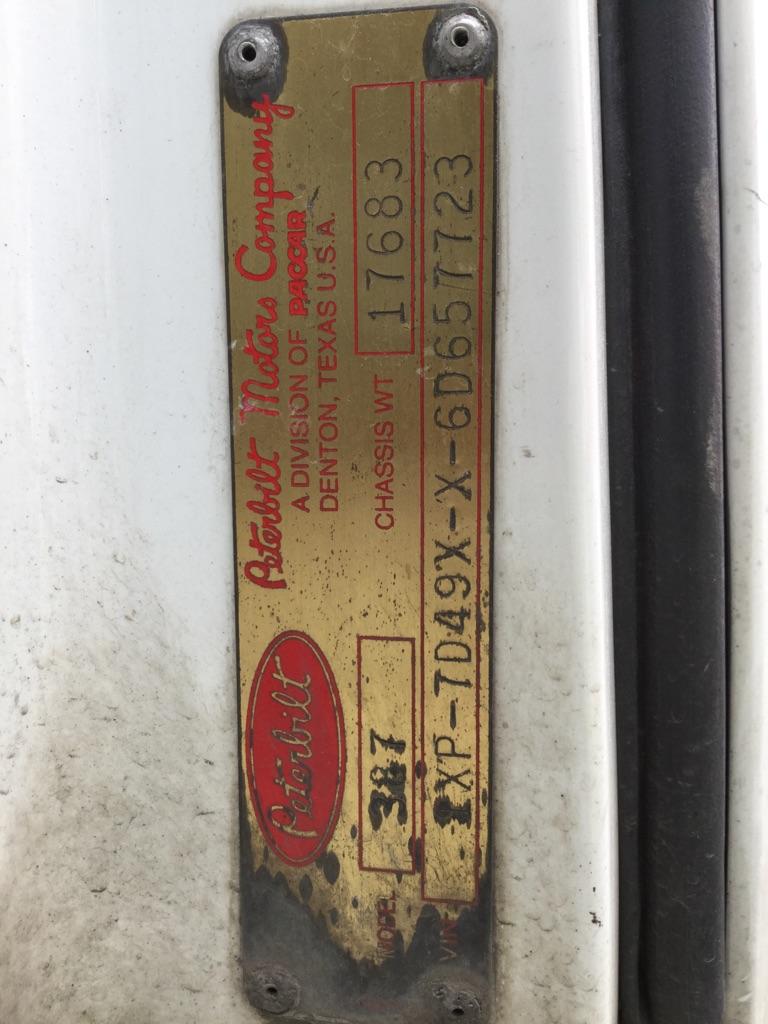 Peterbilt
Peterbilt Motors Company
A DIVISION OF PACCAR
DENTON, TEXAS U.S.A.
MODEL 387
CHASSIS WT 17683
VIN 1XP-7D49X-X-6D657723